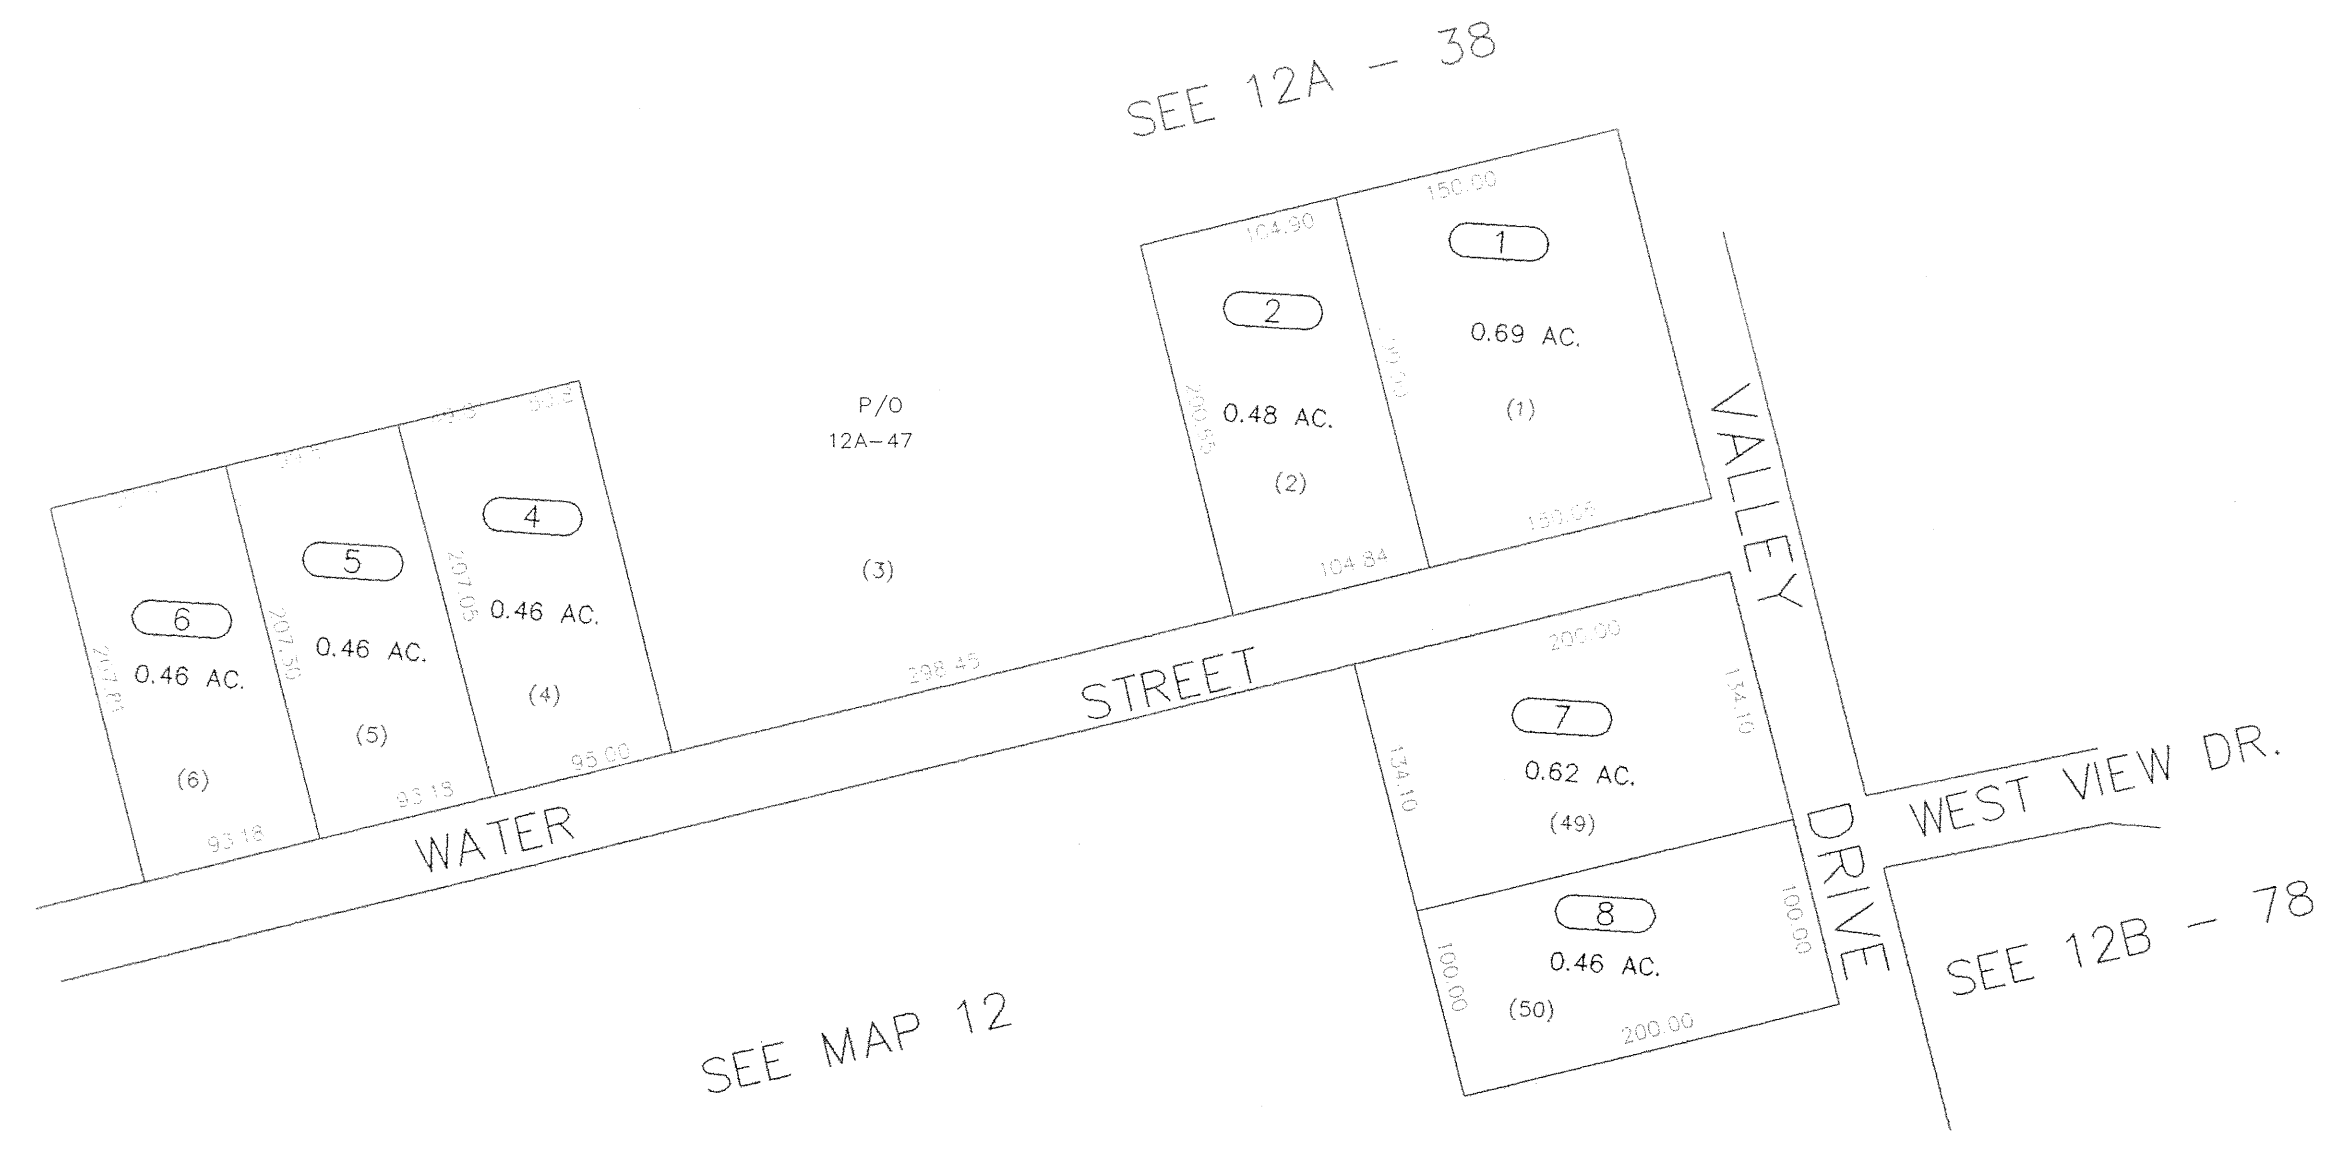 SEE 12A - 38
150.00
104.90
1
2
0.69 AC.
(1)
0.48 AC.
(2)
104.84
P/O
12A-47
(3)
298.45
4
0.46 AC.
(4)
95.00
207.05
5
0.46 AC.
(5)
93.18
207.50
6
0.46 AC.
(6)
93.18
207.81
WATER STREET
VALLEY DRIVE
200.00
134.10
134.10
7
0.62 AC.
(49)
8
0.46 AC.
(50)
100.00
100.00
200.00
WEST VIEW DR.
SEE 12B - 78
SEE MAP 12